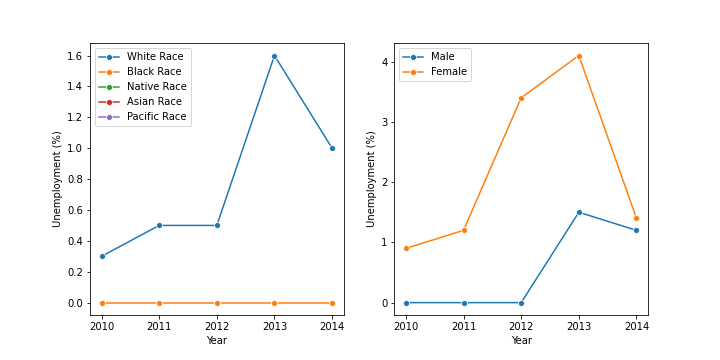 White Race
Black Race
Native Race
Asian Race
Pacific Race
1.6
1.4
1.2
1.0
0.8
0.6
0.4
0.2
0.0
Unemployment (%)
2010 2011 2012 2013 2014
Year
Male
Female
4
3
2
1
0
Unemployment (%)
2010 2011 2012 2013 2014
Year